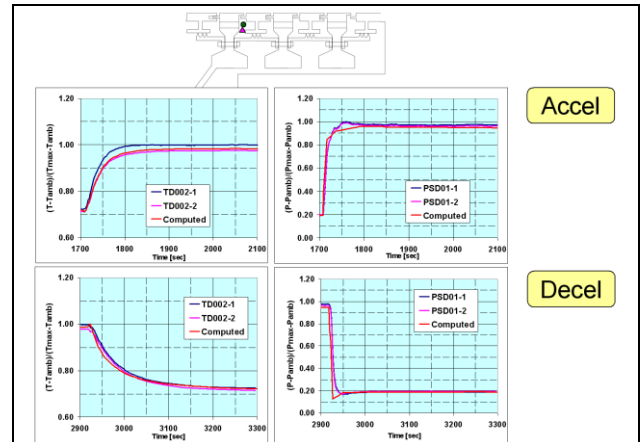 Accel
(T-Tamb)/(Tmax-Tamb)
1.20
1.00
0.80
0.60
TD002-1
TD002-2
Computed
1700 1800 1900 2000 2100
Time [sec]
(P-Pamb)/(Pmax-Pamb)
1.20
1.00
0.80
0.60
0.40
0.20
0.00
PSD01-1
PSD01-2
Computed
1700 1800 1900 2000 2100
Time [sec]
Decel
(T-Tamb)/(Tmax-Tamb)
1.20
1.00
0.80
0.60
TD002-1
TD002-2
Computed
2900 3000 3100 3200 3300
Time [sec]
(P-Pamb)/(Pmax-Pamb)
1.20
1.00
0.80
0.60
0.40
0.20
0.00
PSD01-1
PSD01-2
Computed
2900 3000 3100 3200 3300
Time [sec]